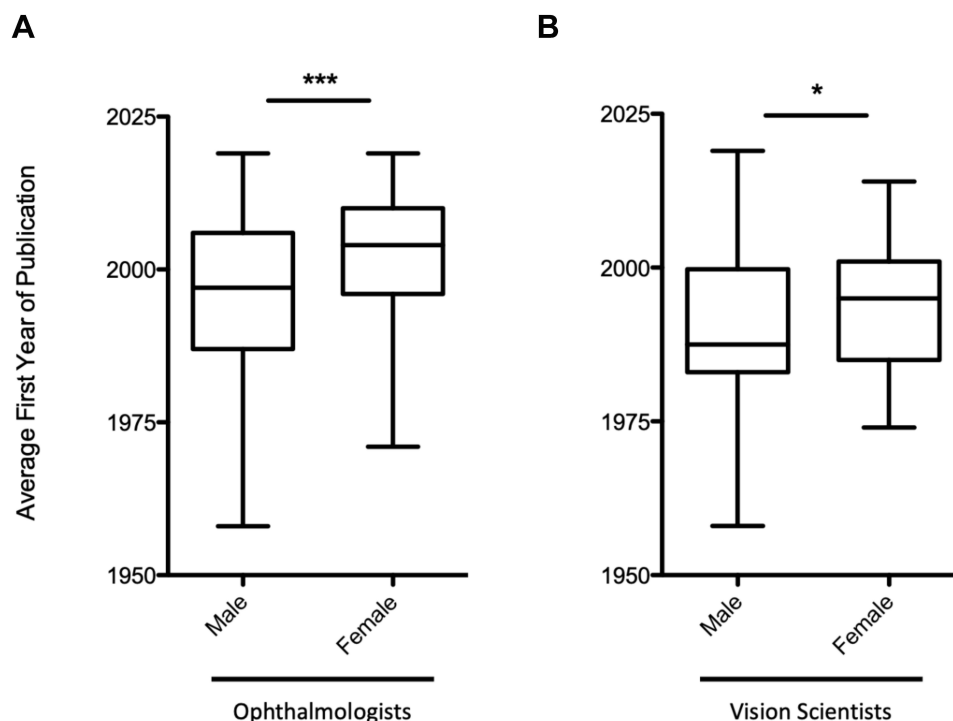 A
***
2025
2000
1975
1950
Average First Year of Publication
Male
Female
Ophthalmologists
B
*
2025
2000
1975
1950
Male
Female
Vision Scientists